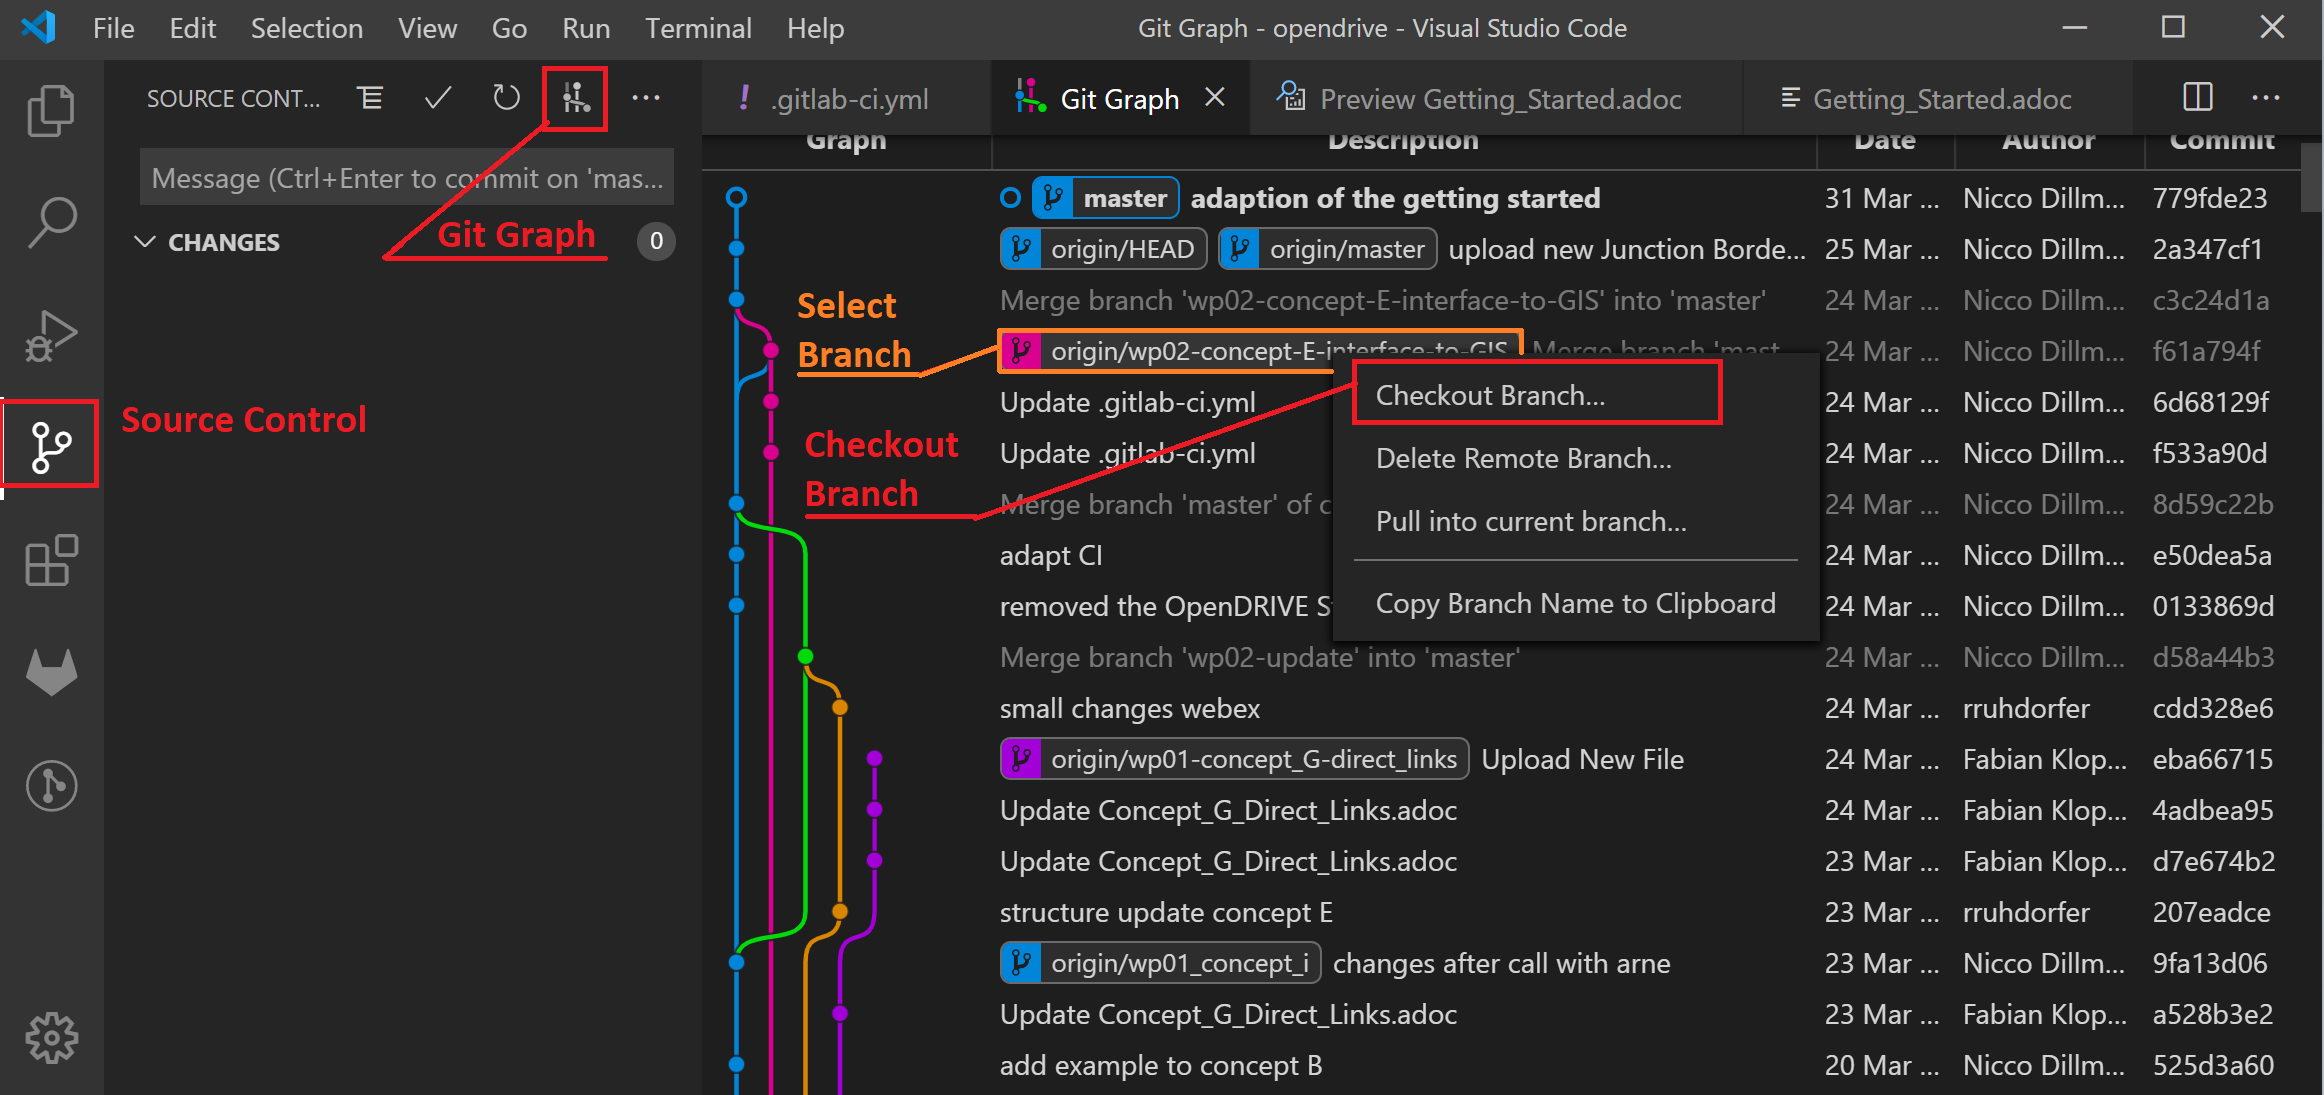 File Edit Selection View Go Run Terminal Help Git Graph - opendrive - Visual Studio Code
SOURCE CONT...
.gitlab-ci.yml Git Graph Preview Getting_Started.adoc Getting_Started.adoc
Message (Ctrl+Enter to commit on 'mas...
CHANGES 0
Git Graph
Source Control
Select
Branch
Checkout
Branch
Graph Description Date Author Commit
master adaption of the getting started 31 Mar ... Nicco Dillm... 779fde23
origin/HEAD origin/master upload new Junction Borde... 25 Mar ... Nicco Dillm... 2a347cf1
Merge branch 'wp02-concept-E-interface-to-GIS' into 'master' 24 Mar ... Nicco Dillm... c3c24d1a
origin/wp02-concept-E-interface-to-GIS Merge branch 'mast 24 Mar ... Nicco Dillm... f61a794f
Update .gitlab-ci.yml 24 Mar ... Nicco Dillm... 6d68129f
Update .gitlab-ci.yml 24 Mar ... Nicco Dillm... f533a90d
Merge branch 'master' of c 24 Mar ... Nicco Dillm... 8d59c22b
adapt CI 24 Mar ... Nicco Dillm... e50dea5a
removed the OpenDRIVE S 24 Mar ... Nicco Dillm... 0133869d
Merge branch 'wp02-update' into 'master' 24 Mar ... Nicco Dillm... d58a44b3
small changes webex 24 Mar ... rruhdorfer cdd328e6
origin/wp01-concept_G-direct_links Upload New File 24 Mar ... Fabian Klop... eba66715
Update Concept_G_Direct_Links.adoc 24 Mar ... Fabian Klop... 4adbea95
Update Concept_G_Direct_Links.adoc 23 Mar ... Fabian Klop... d7e674b2
structure update concept E 23 Mar ... rruhdorfer 207eadce
origin/wp01_concept_i changes after call with arne 23 Mar ... Nicco Dillm... 9fa13d06
Update Concept_G_Direct_Links.adoc 23 Mar ... Fabian Klop... a528b3e2
add example to concept B 20 Mar ... Nicco Dillm... 525d3a60
Checkout Branch...
Delete Remote Branch...
Pull into current branch...
Copy Branch Name to Clipboard